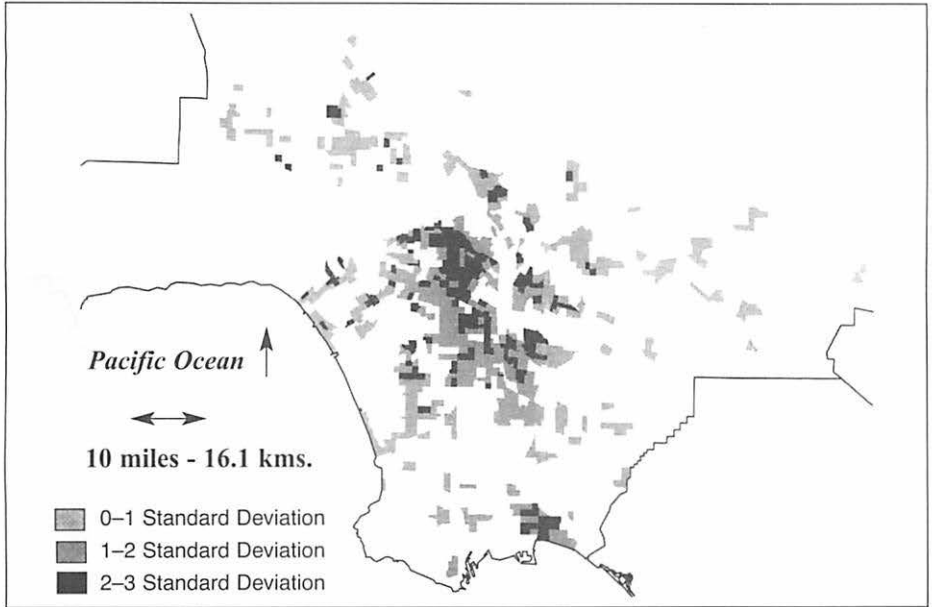 Pacific Ocean
10 miles - 16.1 kms.
0–1 Standard Deviation
1–2 Standard Deviation
2–3 Standard Deviation